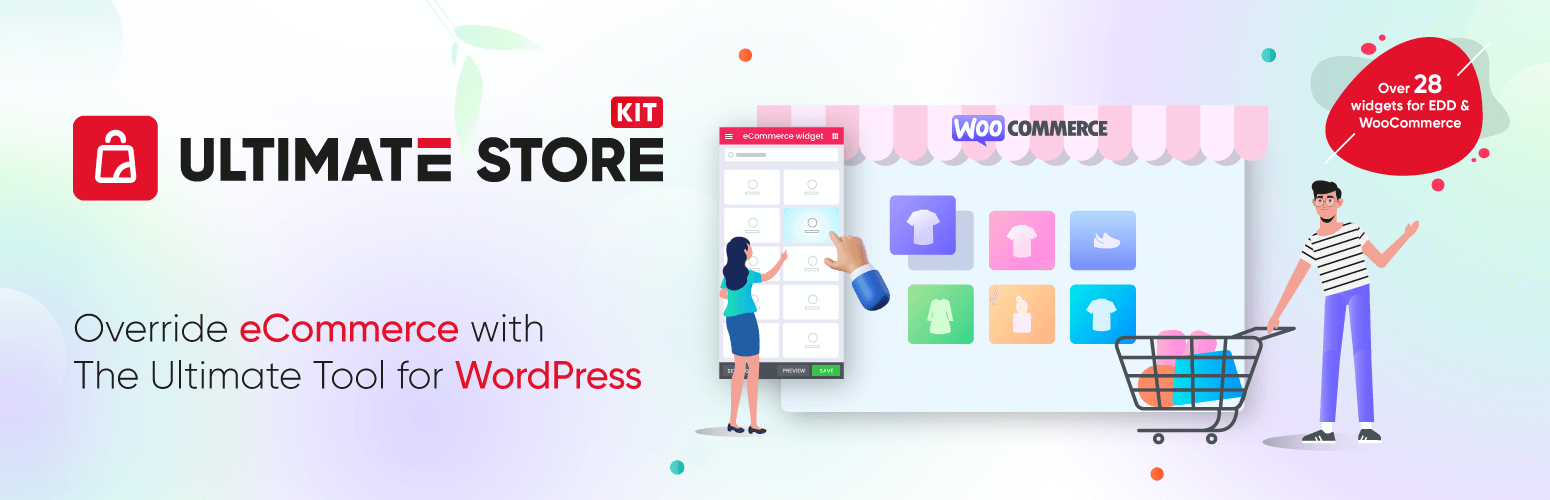 KIT
ULTIMATE STORE
Override eCommerce with
The Ultimate Tool for WordPress
eCommerce widget
PREVIEW
SAVE
WOO COMMERCE
Over 28
widgets for EDD &
WooCommerce